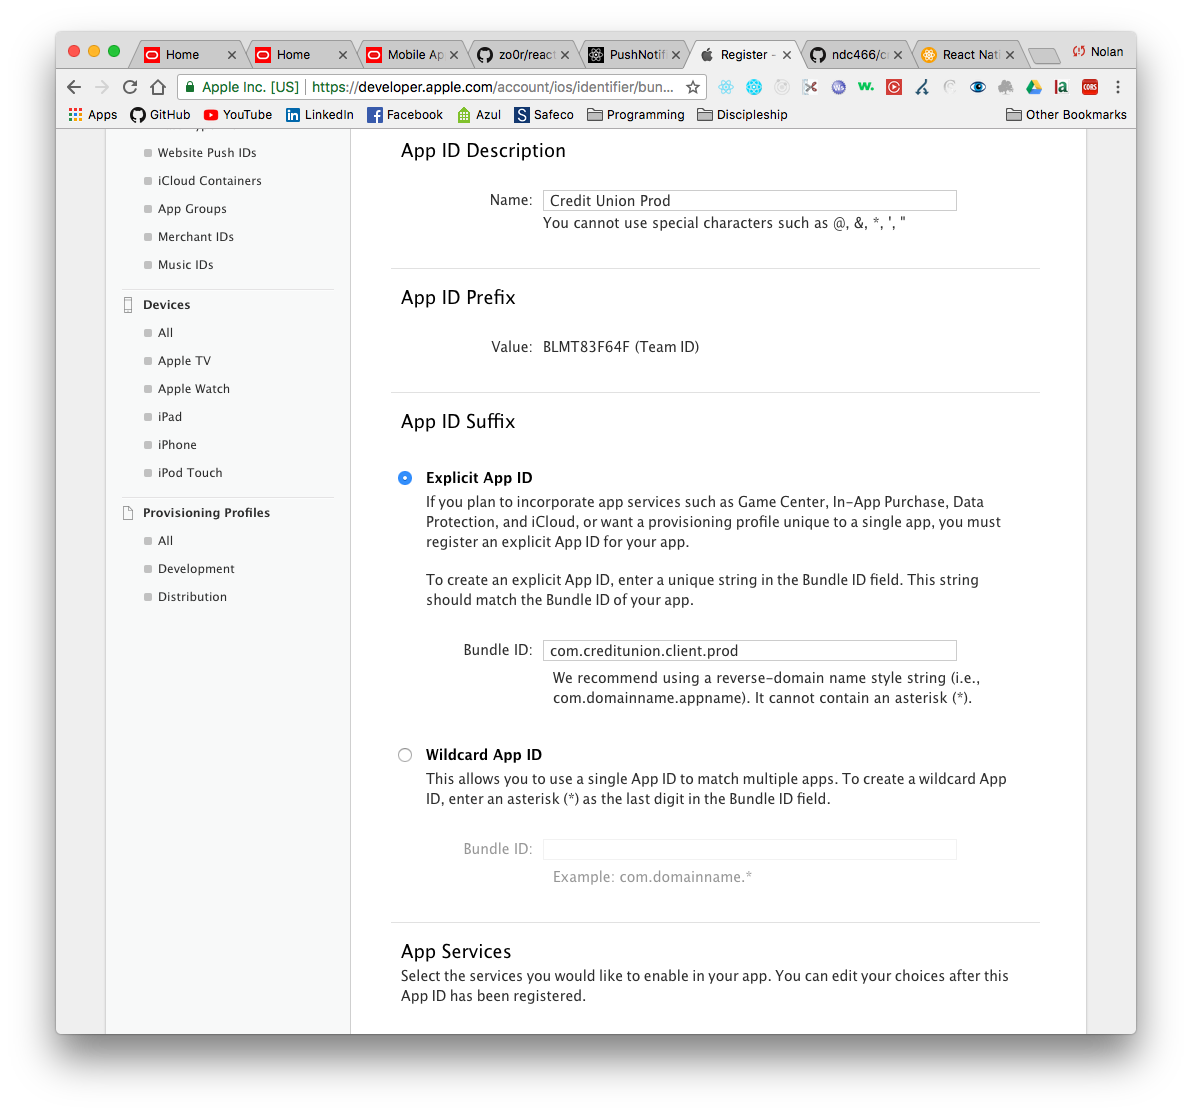 Home
Home
Mobile Ap
zo0r/react
PushNotifi
Register -
ndc466/c
React Nati
Nolan
Apple Inc. [US]
https://developer.apple.com/account/ios/identifier/bun...
Apps
GitHub
YouTube
LinkedIn
Facebook
Azul
Safeco
Programming
Discipleship
Other Bookmarks
Website Push IDs
iCloud Containers
App Groups
Merchant IDs
Music IDs
Devices
All
Apple TV
Apple Watch
iPad
iPhone
iPod Touch
Provisioning Profiles
All
Development
Distribution
App ID Description
Name: Credit Union Prod
You cannot use special characters such as @, &, *, ', "
App ID Prefix
Value: BLMT83F64F (Team ID)
App ID Suffix
Explicit App ID
If you plan to incorporate app services such as Game Center, In-App Purchase, Data
Protection, and iCloud, or want a provisioning profile unique to a single app, you must
register an explicit App ID for your app.
To create an explicit App ID, enter a unique string in the Bundle ID field. This string
should match the Bundle ID of your app.
Bundle ID: com.creditunion.client.prod
We recommend using a reverse-domain name style string (i.e.,
com.domainname.appname). It cannot contain an asterisk (*).
Wildcard App ID
This allows you to use a single App ID to match multiple apps. To create a wildcard App
ID, enter an asterisk (*) as the last digit in the Bundle ID field.
Bundle ID:
Example: com.domainname.*
App Services
Select the services you would like to enable in your app. You can edit your choices after this
App ID has been registered.